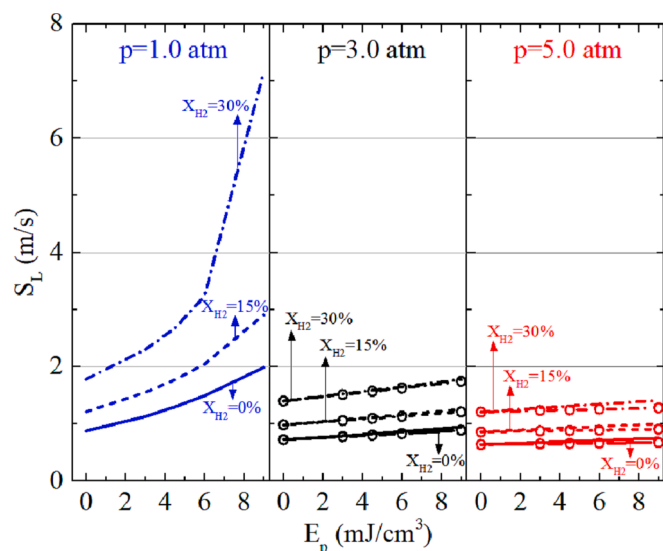 p=1.0 atm
p=3.0 atm
p=5.0 atm
8
6
4
2
0
S_L (m/s)
X_H2=30%
X_H2=15%
X_H2=0%
X_H2=30%
X_H2=15%
X_H2=0%
X_H2=30%
X_H2=15%
X_H2=0%
0 2 4 6 8 0 2 4 6 8 0 2 4 6 8
E_p (mJ/cm³)